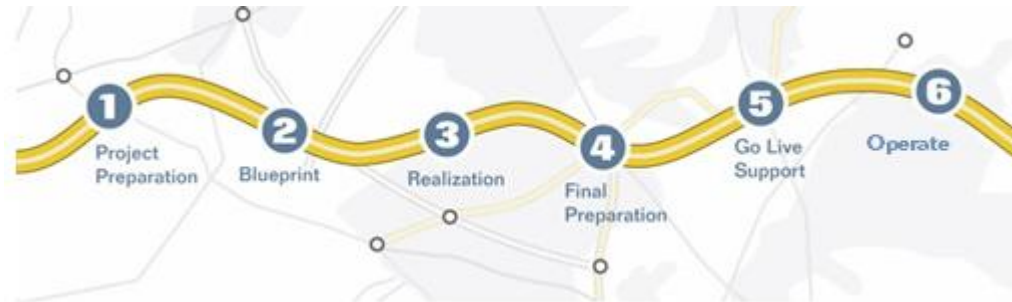 1
Project
Preparation
2
Blueprint
3
Realization
4
Final
Preparation
5
Go Live
Support
6
Operate